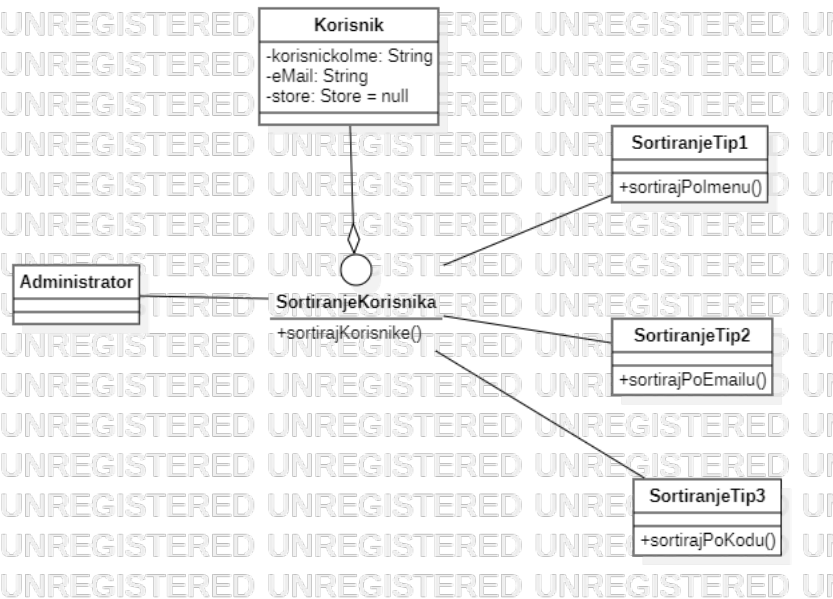 Korisnik
-korisnickoIme: String
-eMail: String
-store: Store = null
SortiranjeTip1
+sortirajPoImenu()
Administrator
SortiranjeKorisnika
+sortirajKorisnike()
SortiranjeTip2
+sortirajPoEmailu()
SortiranjeTip3
+sortirajPoKodu()
UNREGISTERED